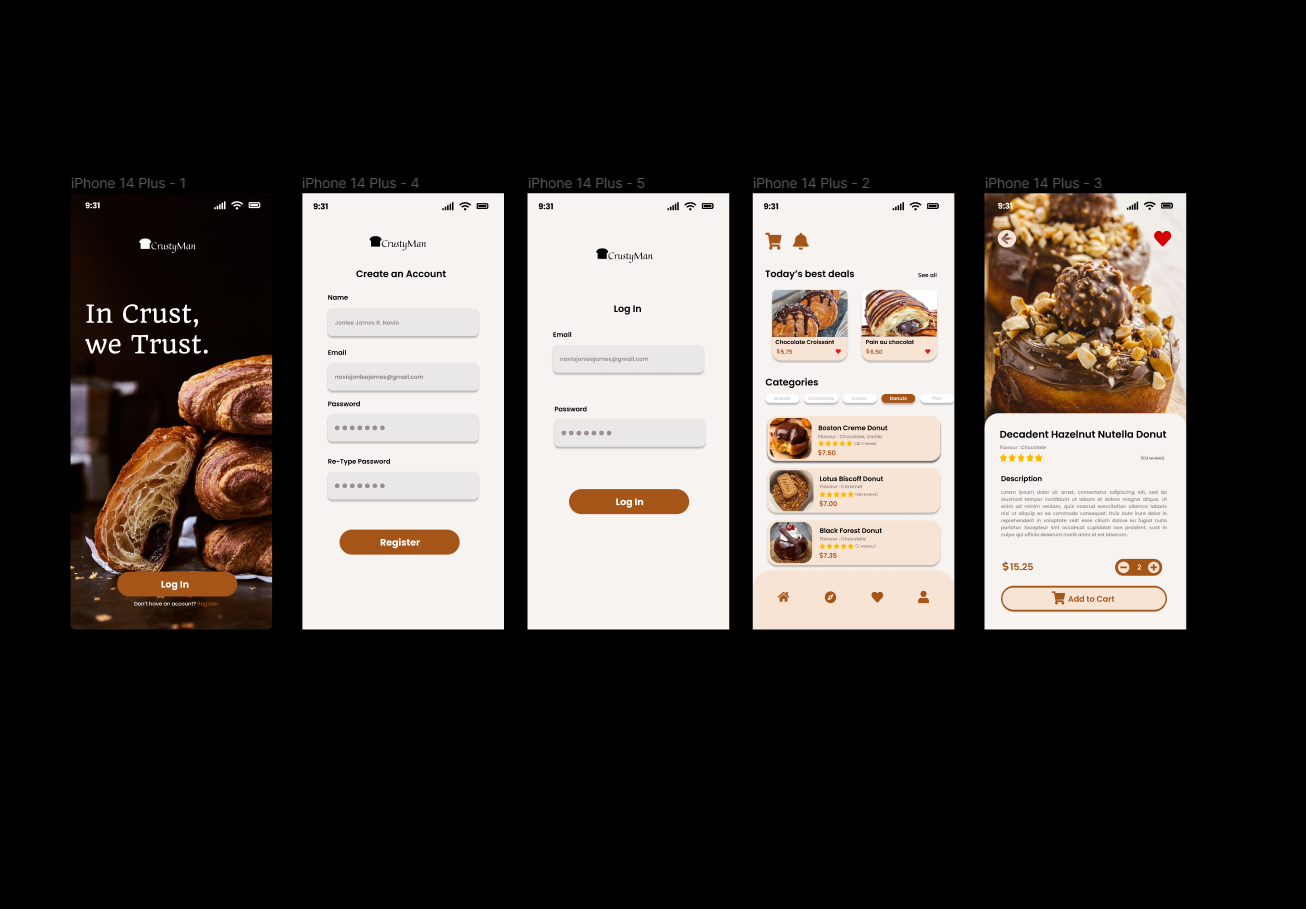 iPhone 14 Plus - 1
9:31
CrustyMan
In Crust,
we Trust.
Log In
Don't have an account? Register
iPhone 14 Plus - 4
9:31
CrustyMan
Create an Account
Name
Jonlee James R. Navio
Email
naviojonleejames@gmail.com
Password
Re-Type Password
Register
iPhone 14 Plus - 5
9:31
CrustyMan
Log In
Email
naviojonleejames@gmail.com
Password
Log In
iPhone 14 Plus - 2
9:31
Today's best deals
See all
Chocolate Croissant
$5.75
Pain au chocolat
$6.50
Categories
Breads Croissants Cakes Donuts Pies
Boston Creme Donut
Flavour : Chocolate, Vanila
$7.50
Lotus Biscoff Donut
Flavour : Caramel
$7.00
Black Forest Donut
Flavour : Chocolate
$7.35
iPhone 14 Plus - 3
9:31
Decadent Hazelnut Nutella Donut
Flavour : Chocolate
Description
Lorem ipsum dolor sit amet, consectetur adipiscing elit, sed do
eiusmod tempor incididunt ut labore et dolore magna aliqua. Ut
enim ad minim veniam, quis nostrud exercitation ullamco laboris
nisi ut aliquip ex ea commodo consequat. Duis aute irure dolor in
reprehenderit in voluptate velit esse cillum dolore eu fugiat nulla
pariatur. Excepteur sint occaecat cupidatat non proident, sunt in
culpa qui officia deserunt mollit anim id est laborum.
$15.25
2
Add to Cart